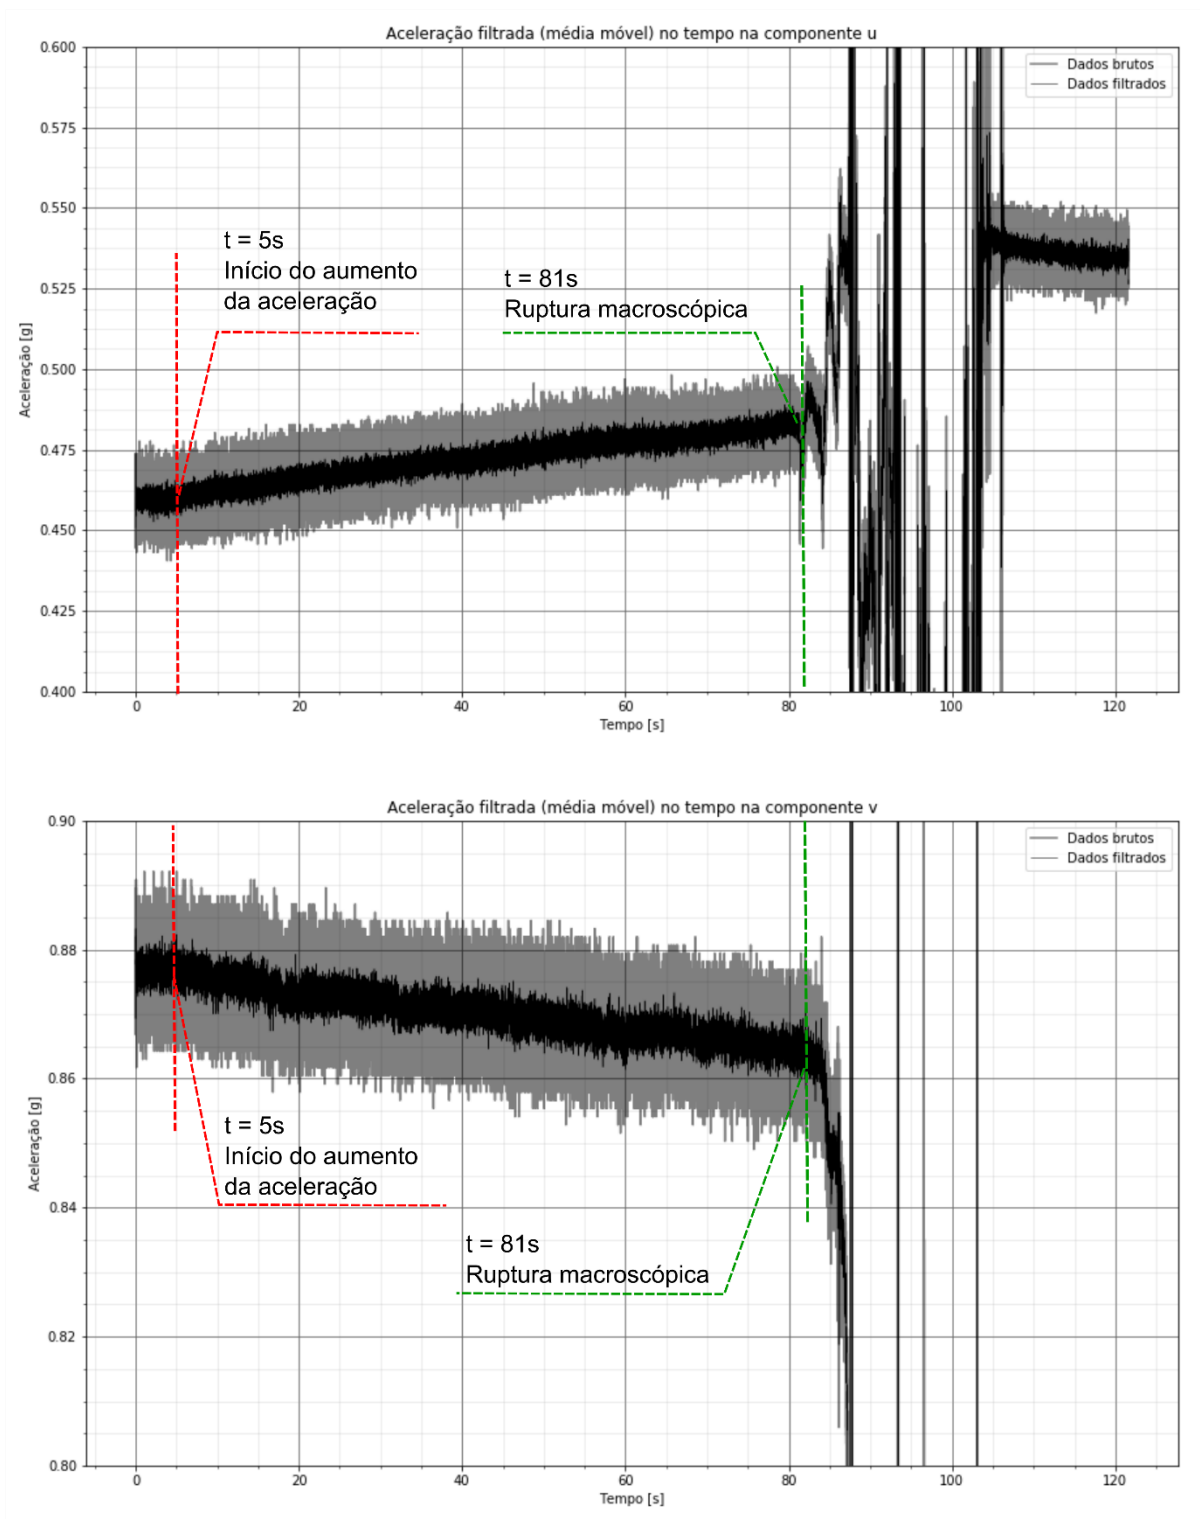 Aceleração filtrada (média móvel) no tempo na componente u
0.600
0.575
0.550
0.525
0.500
0.475
0.450
0.425
0.400
Aceleração [g]
Dados brutos
Dados filtrados
t = 5s
Início do aumento
da aceleração
t = 81s
Ruptura macroscópica
0
20
40
60
80
100
120
Tempo [s]
Aceleração filtrada (média móvel) no tempo na componente v
0.90
0.88
0.86
0.84
0.82
0.80
Aceleração [g]
Dados brutos
Dados filtrados
t = 5s
Início do aumento
da aceleração
t = 81s
Ruptura macroscópica
0
20
40
60
80
100
120
Tempo [s]